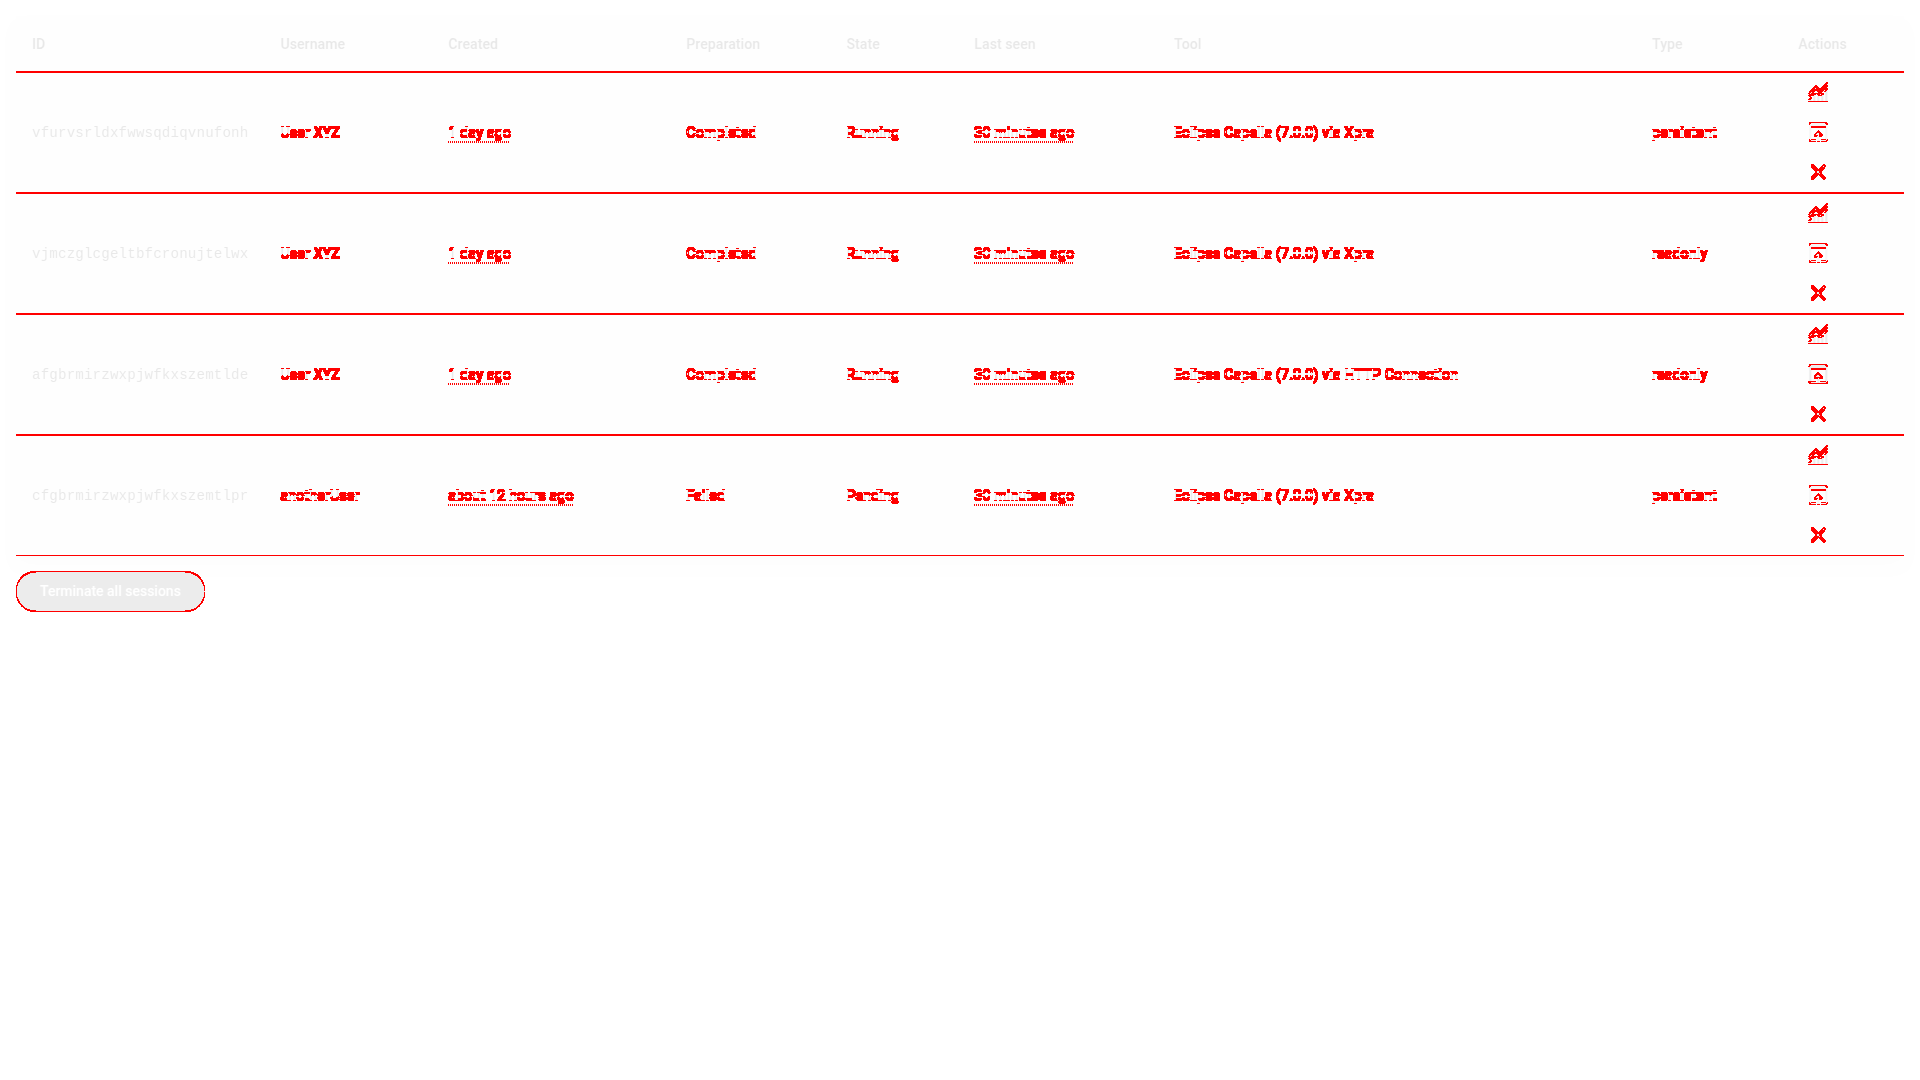 ID Username Created Preparation State Last seen Tool Type Actions
vfurvsrldxfwwsqdiqvnufonh User XYZ 1 day ago Completed Running 30 minutes ago Eclipse Capella (7.0.0) via Xpra persistent
vjmczglcgeltbfcronujtelwx User XYZ 1 day ago Completed Running 30 minutes ago Eclipse Capella (7.0.0) via Xpra readonly
afgbrmirzwxpjwfkxszemtlde User XYZ 1 day ago Completed Running 30 minutes ago Eclipse Capella (7.0.0) via HTTP Connection readonly
cfgbrmirzwxpjwfkxszemtlpr anotherUser about 12 hours ago Failed Pending 30 minutes ago Eclipse Capella (7.0.0) via Xpra persistent
Terminate all sessions